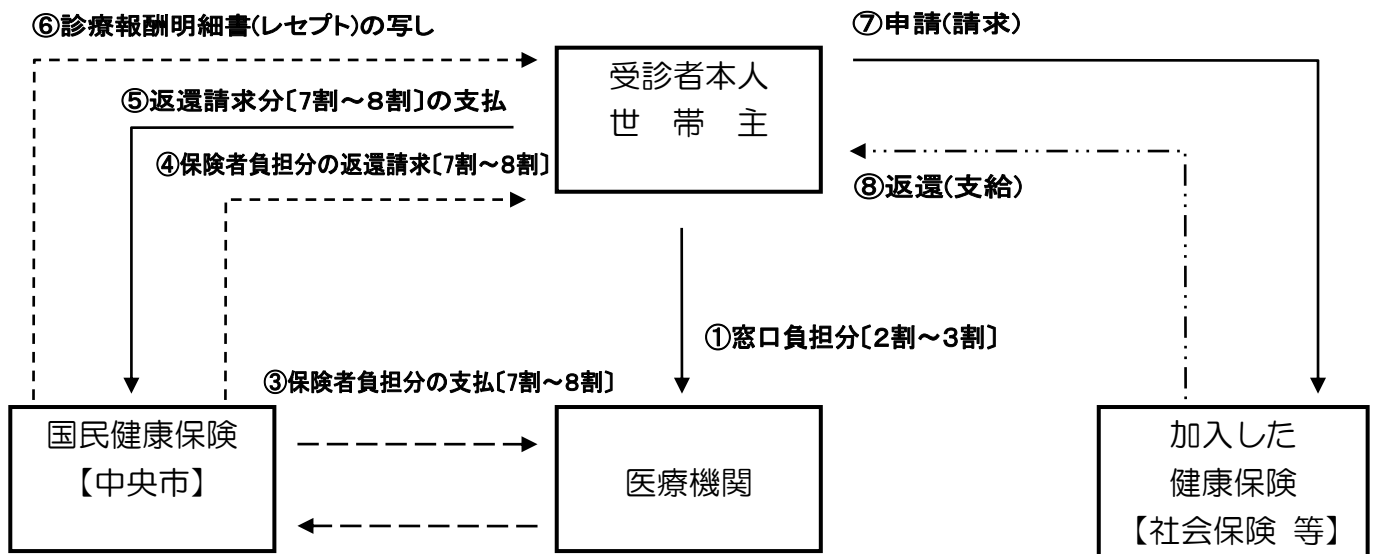 ⑥診療報酬明細書(レセプト)の写し
⑦申請(請求)
受診者本人
世 帯 主
⑤返還請求分〔7割～8割〕の支払
④保険者負担分の返還請求〔7割～8割〕
⑧返還(支給)
①窓口負担分〔2割～3割〕
③保険者負担分の支払〔7割～8割〕
国民健康保険
【中央市】
医療機関
加入した
健康保険
【社会保険 等】